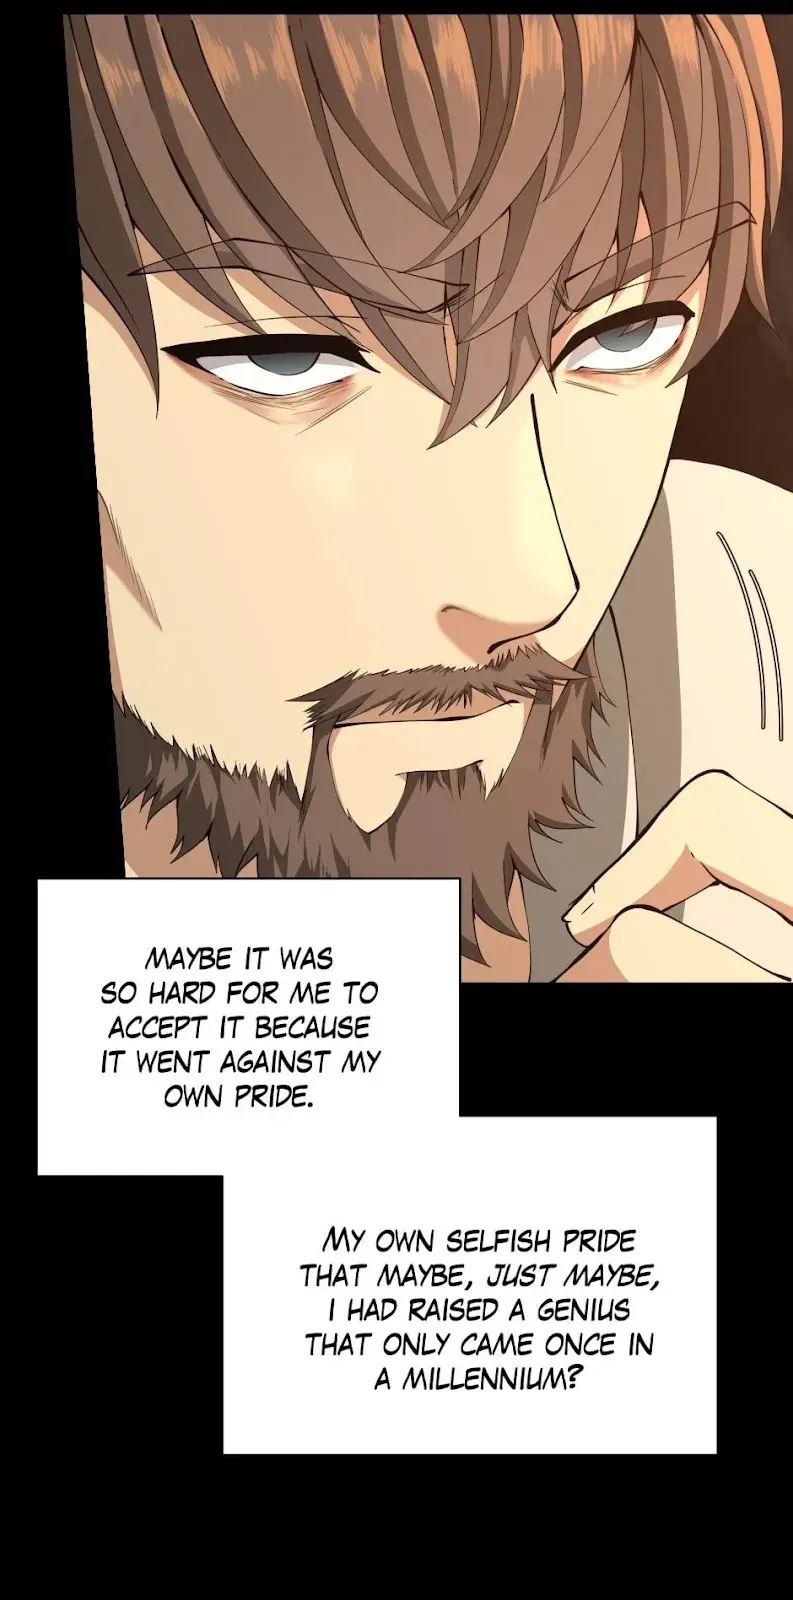 MAYBE IT WAS
SO HARD FOR ME TO
ACCEPT IT BECAUSE
IT WENT AGAINST MY
OWN PRIDE.
MY OWN SELFISH PRIDE
THAT MAYBE, JUST MAYBE,
I HAD RAISED A GENIUS
THAT ONLY CAME ONCE IN
A MILLENNIUM?